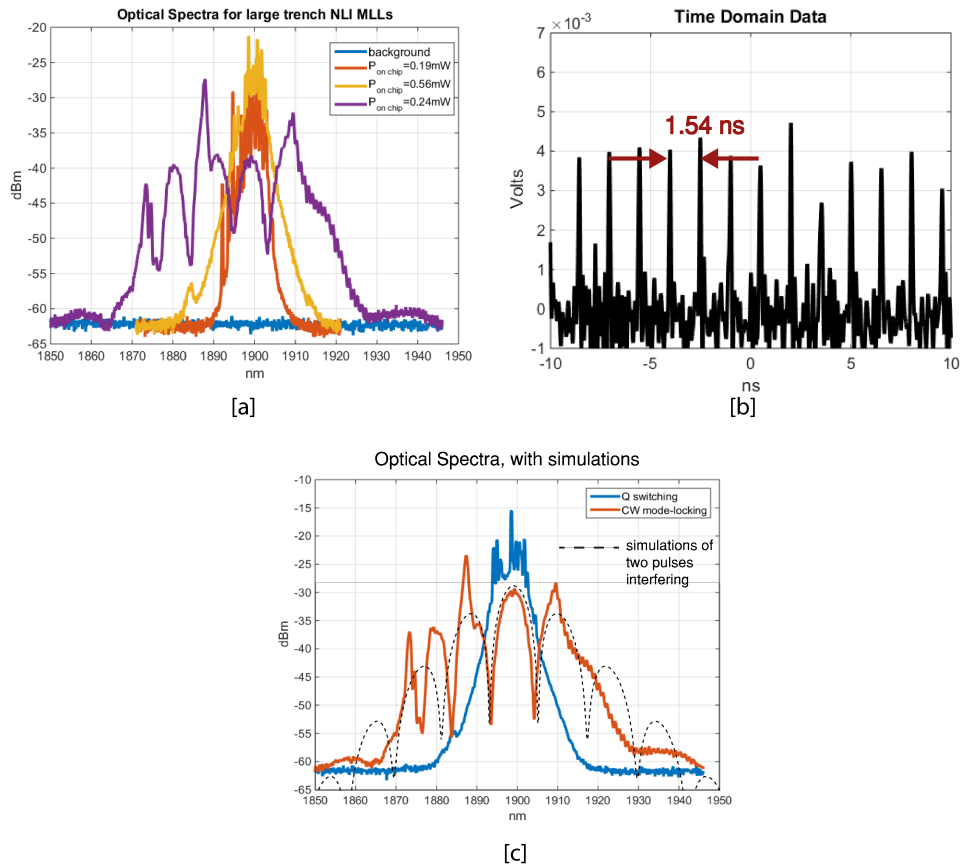 Optical Spectra for large trench NLI MLLs
-20
-25
-30
-35
-40
-45
-50
-55
-60
-65
dBm
background
P on chip=0.19mW
P on chip=0.56mW
P on chip=0.24mW
1850 1860 1870 1880 1890 1900 1910 1920 1930 1940 1950
nm
[a]
Time Domain Data
×10-3
7
6
5
4
3
2
1
0
-1
Volts
1.54 ns
-10 -5 0 5 10
ns
[b]
Optical Spectra, with simulations
-10
-15
-20
-25
-30
-35
-40
-45
-50
-55
-60
-65
dBm
Q switching
CW mode-locking
simulations of
two pulses
interfering
1850 1860 1870 1880 1890 1900 1910 1920 1930 1940 1950
nm
[c]